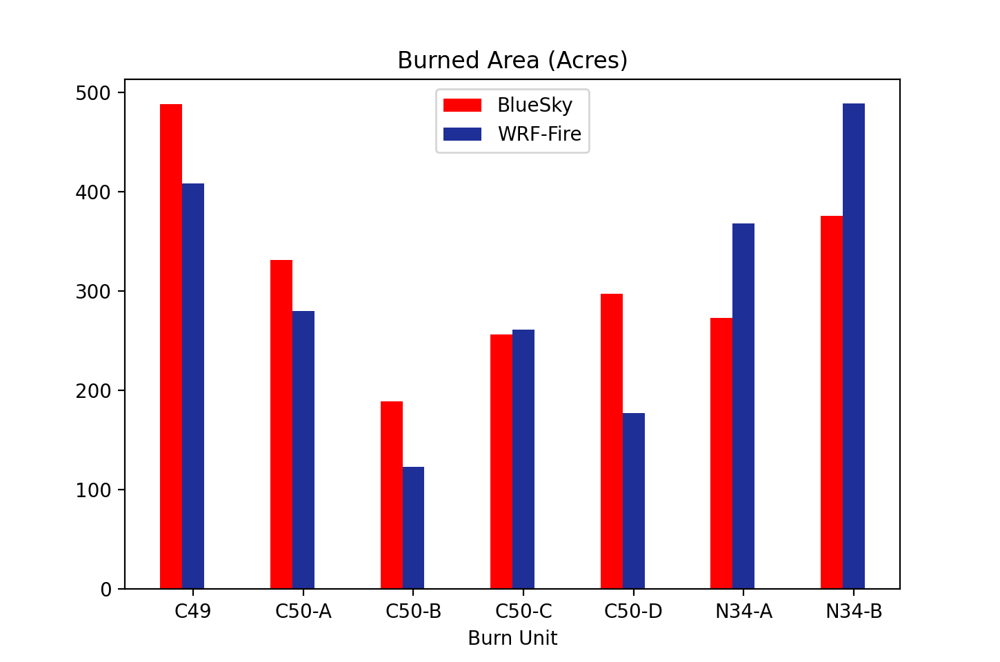 Burned Area (Acres)
BlueSky
WRF-Fire
500
400
300
200
100
0
C49 C50-A C50-B C50-C C50-D N34-A N34-B
Burn Unit